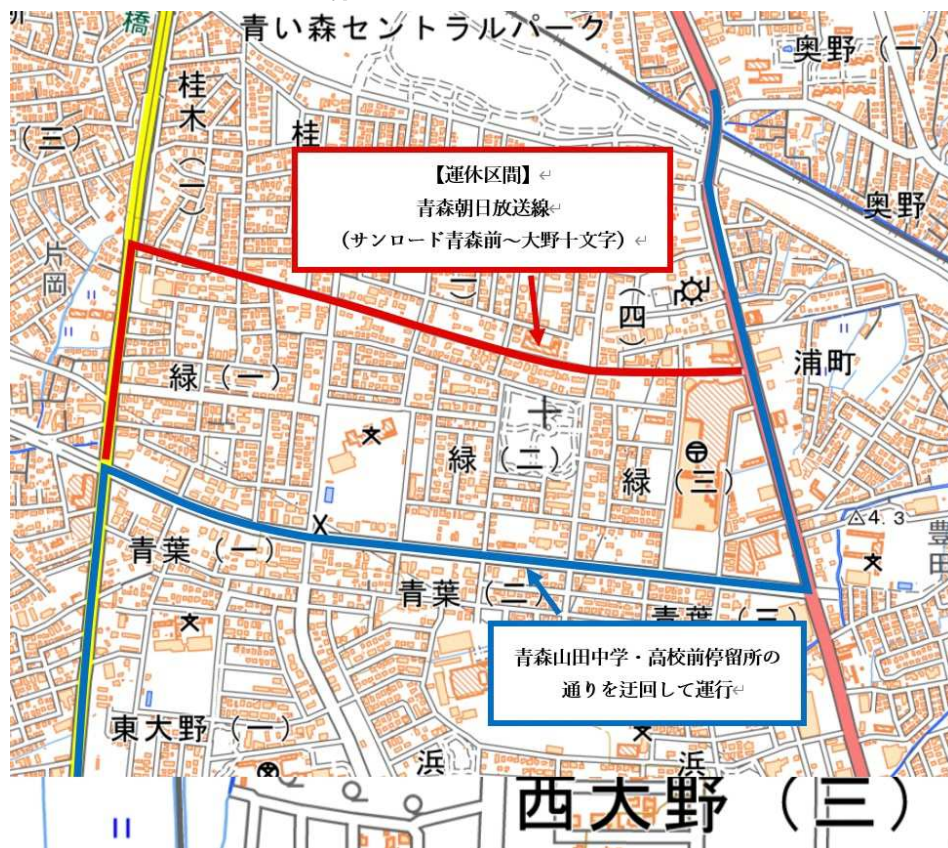 橋
青い森セントラルパーク
奥野（一）
桂木（一）
桂
（三）
【運休区間】
青森朝日放送線
（サンロード青森前～大野十文字）
奥野
片岡
（四）
浦町
緑（一）
緑（二）
緑（三）
4.3
豊田
青葉（一）
青葉（二）
青葉（三）
青森山田中学・高校前停留所の
通りを迂回して運行
東大野（一）
浜
浜
西大野（三）